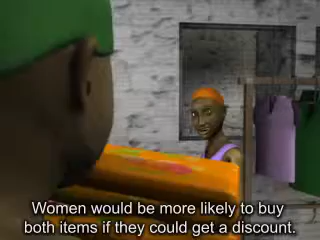 Women would be more likely to buy
both items if they could get a discount.